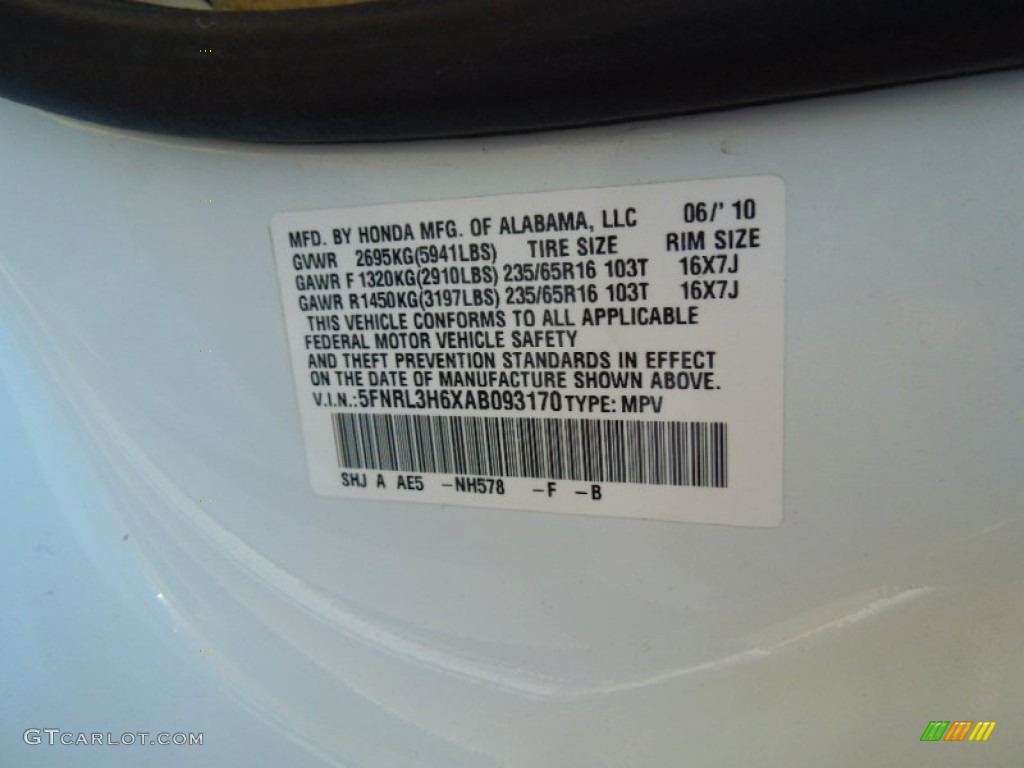 MFD. BY HONDA MFG. OF ALABAMA, LLC 06/'10
GVWR 2695KG(5941LBS) TIRE SIZE RIM SIZE
GAWR F 1320KG(2910LBS) 235/65R16 103T 16X7J
GAWR R1450KG(3197LBS) 235/65R16 103T 16X7J
THIS VEHICLE CONFORMS TO ALL APPLICABLE
FEDERAL MOTOR VEHICLE SAFETY
AND THEFT PREVENTION STANDARDS IN EFFECT
ON THE DATE OF MANUFACTURE SHOWN ABOVE.
V.I.N.:5FNRL3H6XAB093170 TYPE: MPV
SHJ A AE5 -NH578 -F -B
GTCARLOT.COM